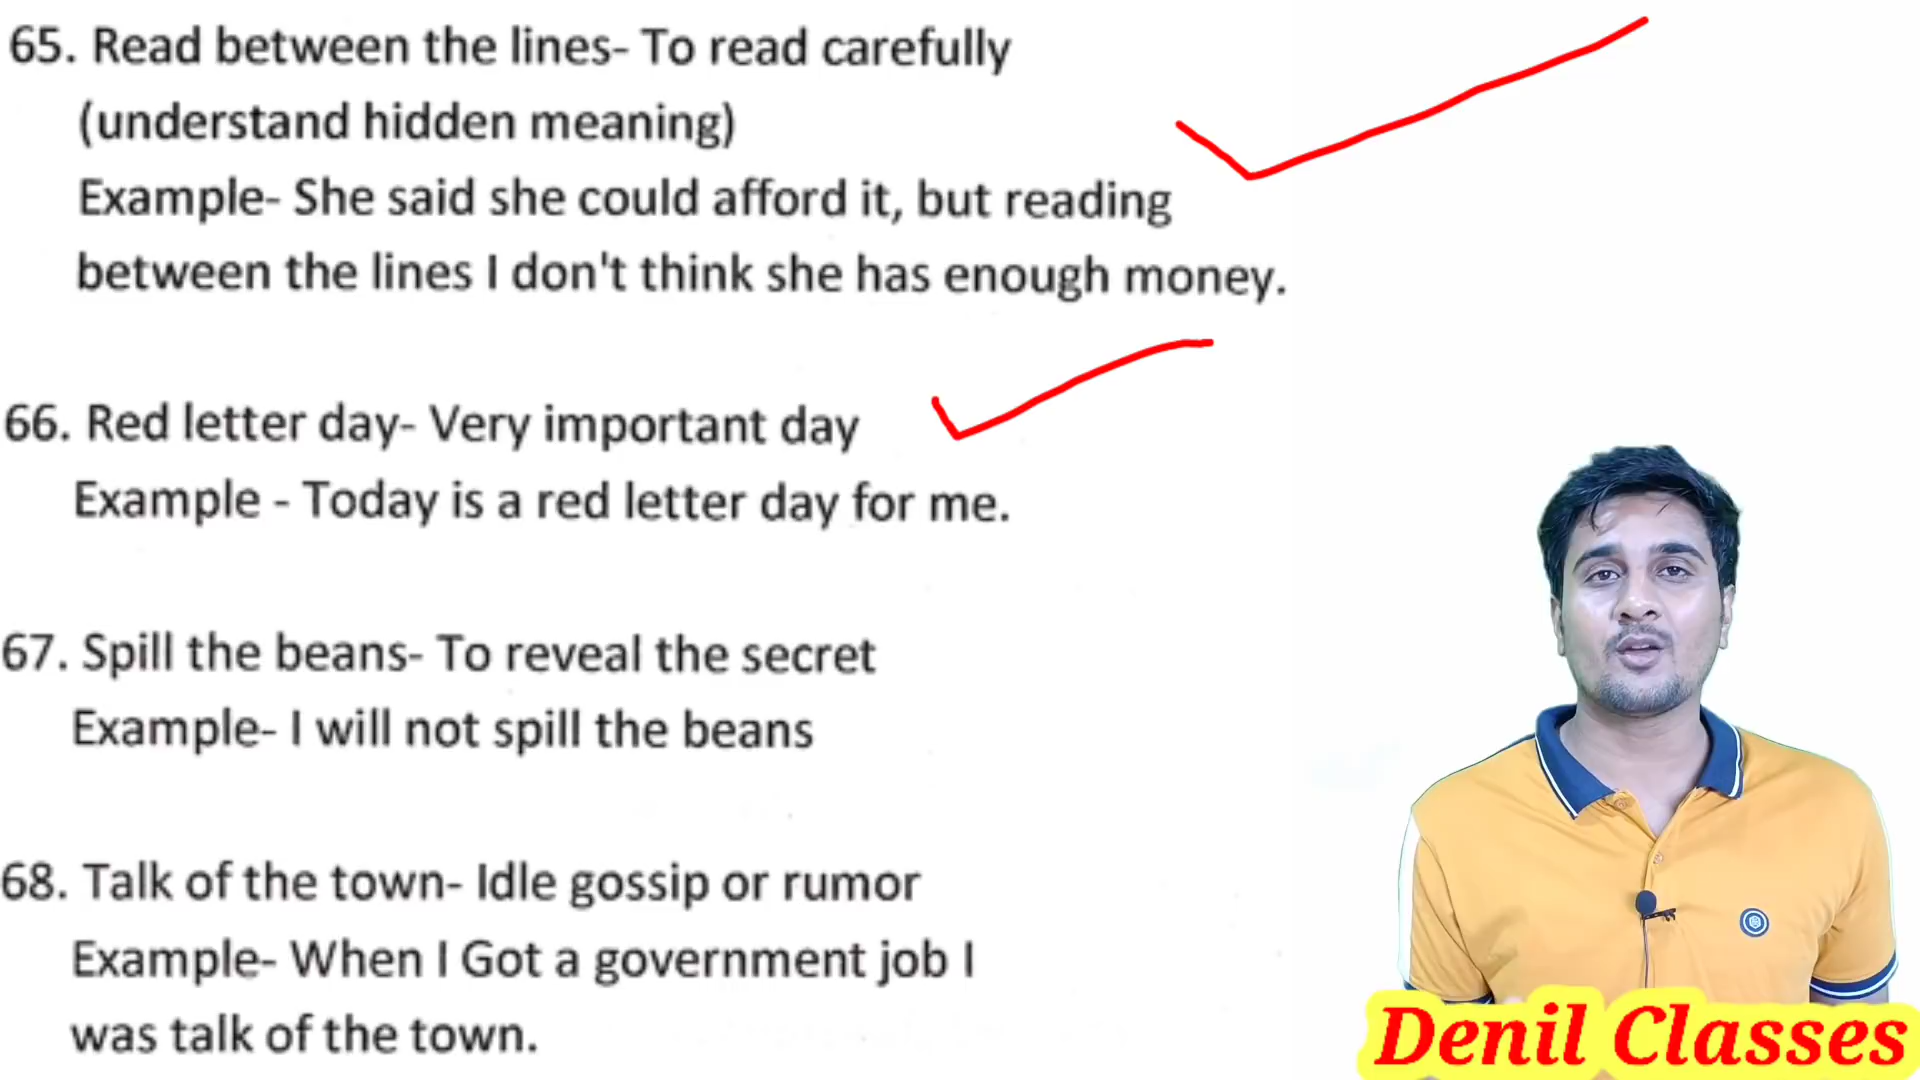 65. Read between the lines- To read carefully
(understand hidden meaning)
Example- She said she could afford it, but reading
between the lines I don't think she has enough money.
66. Red letter day- Very important day
Example - Today is a red letter day for me.
67. Spill the beans- To reveal the secret
Example- I will not spill the beans
68. Talk of the town- Idle gossip or rumor
Example- When I Got a government job I
was talk of the town.
Denil Classes